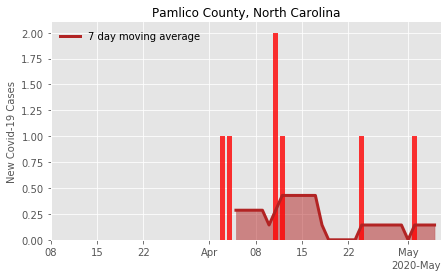 Pamlico County, North Carolina
7 day moving average
New Covid-19 Cases
2.00
1.75
1.50
1.25
1.00
0.75
0.50
0.25
0.00
08 15 22 Apr 08 15 22 May
2020-May